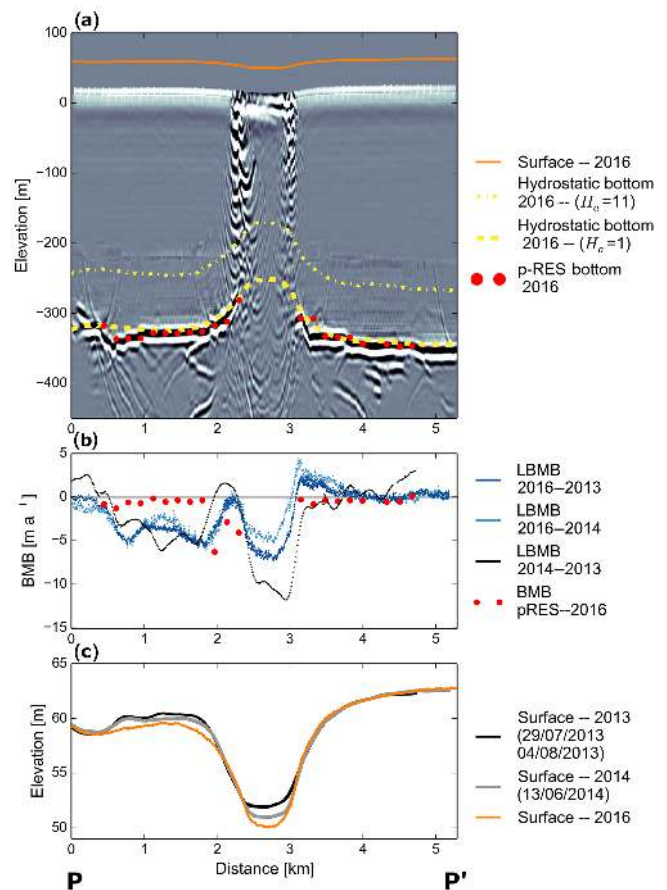 (a)
100
0
−100
−200
−300
−400
Elevation [m]
0 1 2 3 4 5
Surface -- 2016
Hydrostatic bottom
2016 -- (Hₐ=11)
Hydrostatic bottom
2016 -- (Hₐ=1)
p-RES bottom
2016
(b)
5
0
−5
−10
−15
BMB [m a⁻¹]
0 1 2 3 4 5
LBMB
2016−2013
LBMB
2016−2014
LBMB
2014−2013
BMB
pRES--2016
(c)
65
60
55
50
Elevation [m]
0 1 2 3 4 5
Distance [km]
P P'
Surface -- 2013
(29/07/2013
04/08/2013)
Surface -- 2014
(13/06/2014)
Surface -- 2016